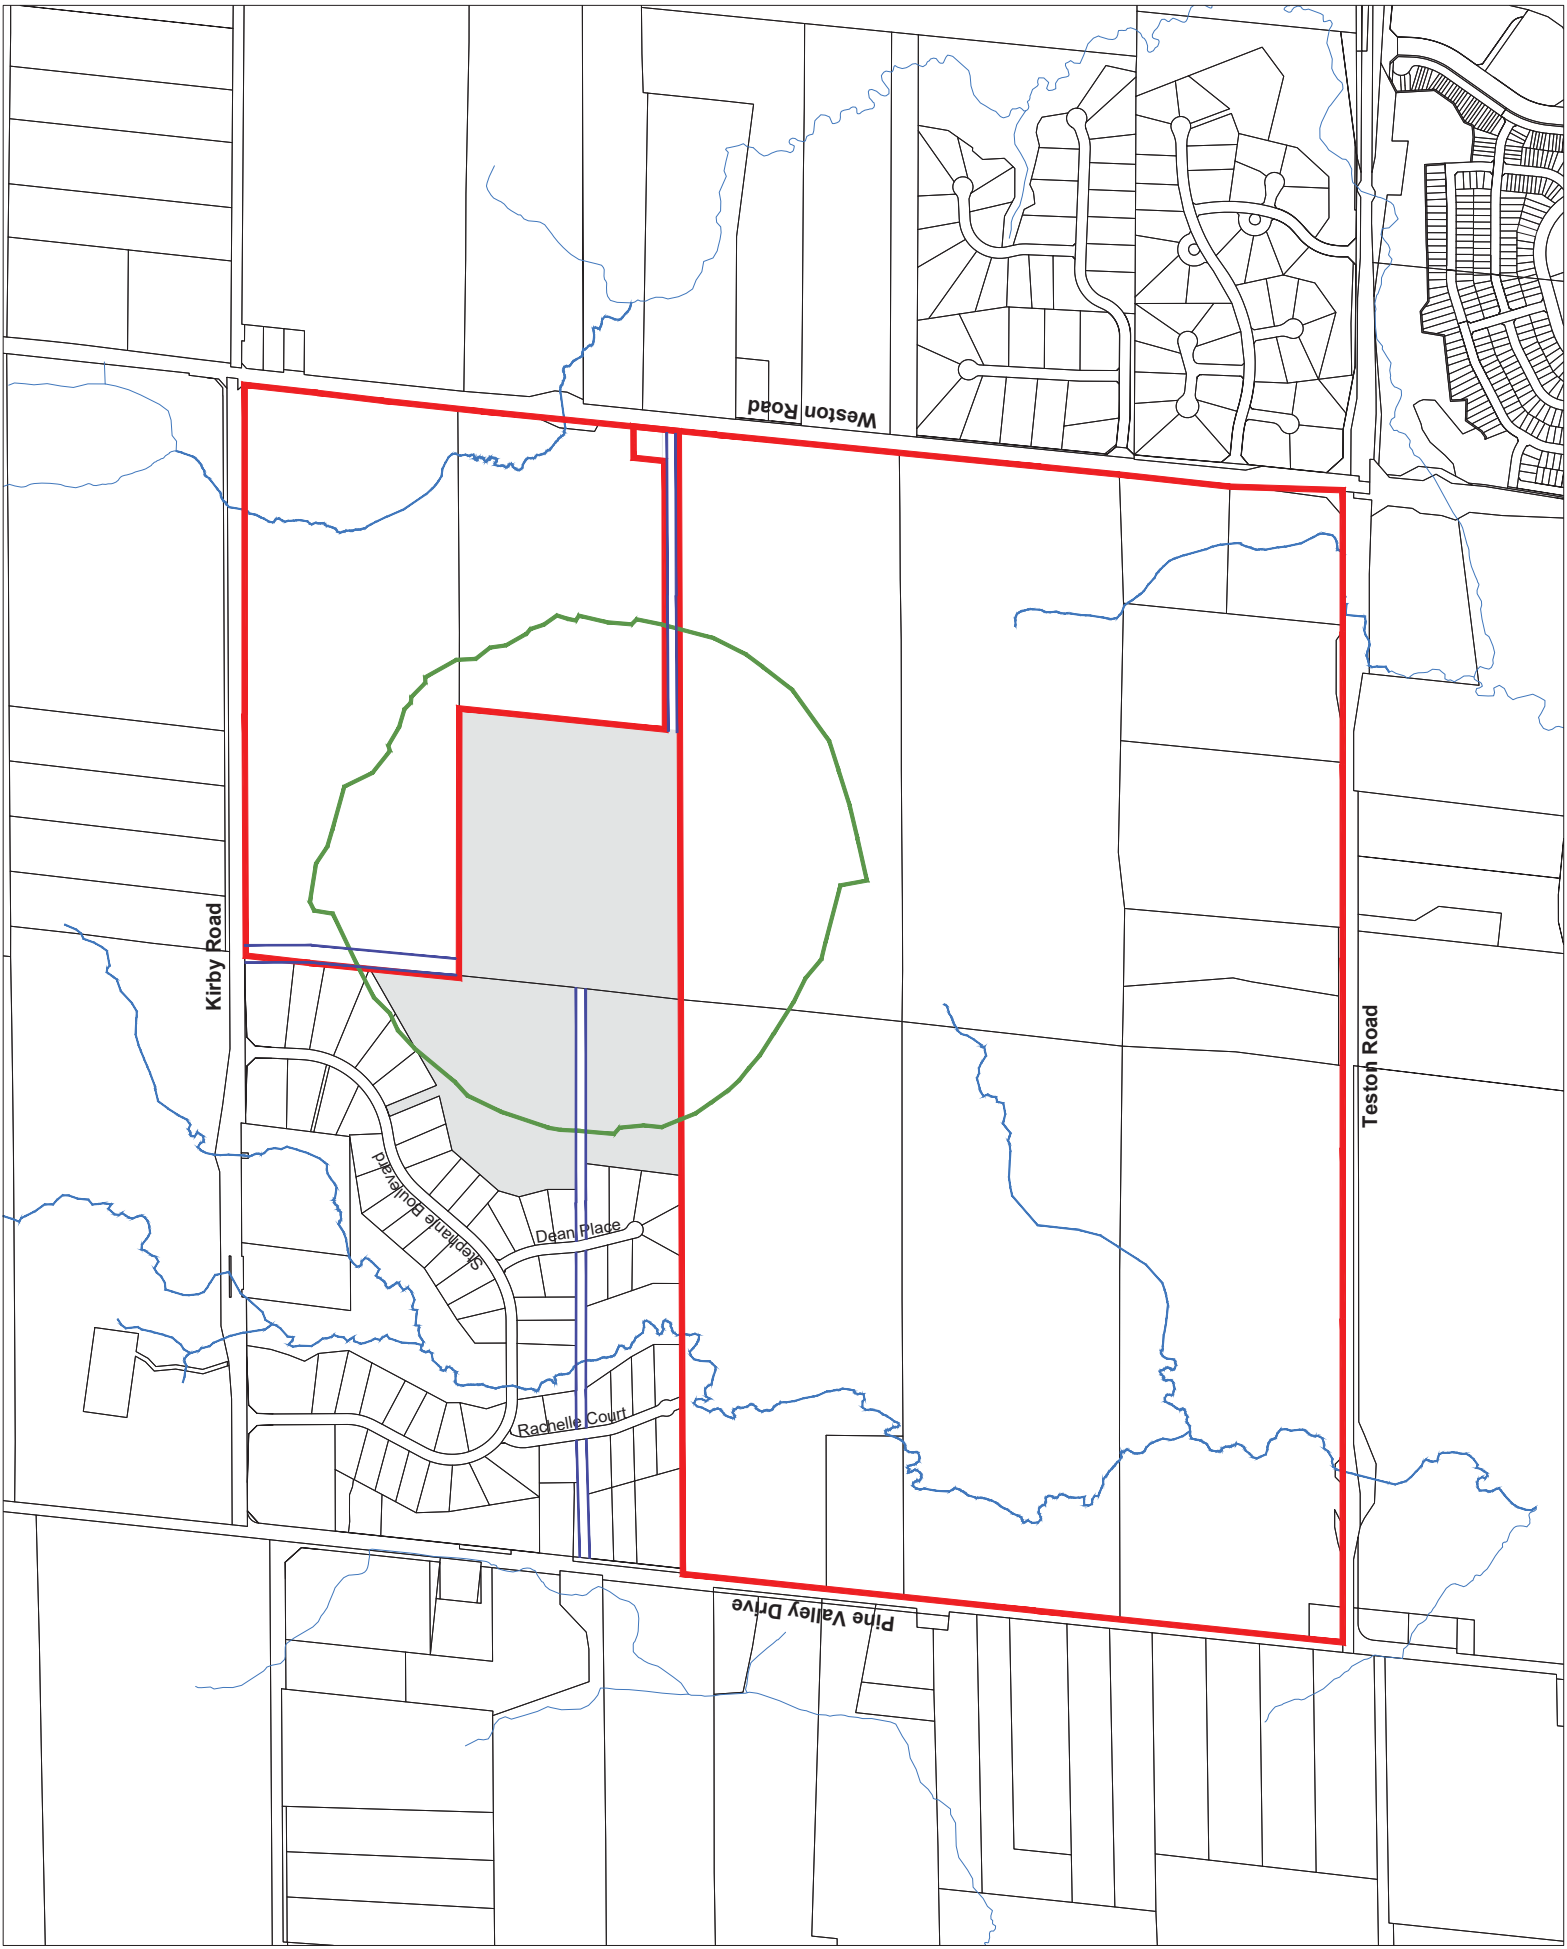 Weston Road
Kirby Road
Teston Road
Stephanie Boulevard
Dean Place
Rachelle Court
Pine Valley Drive